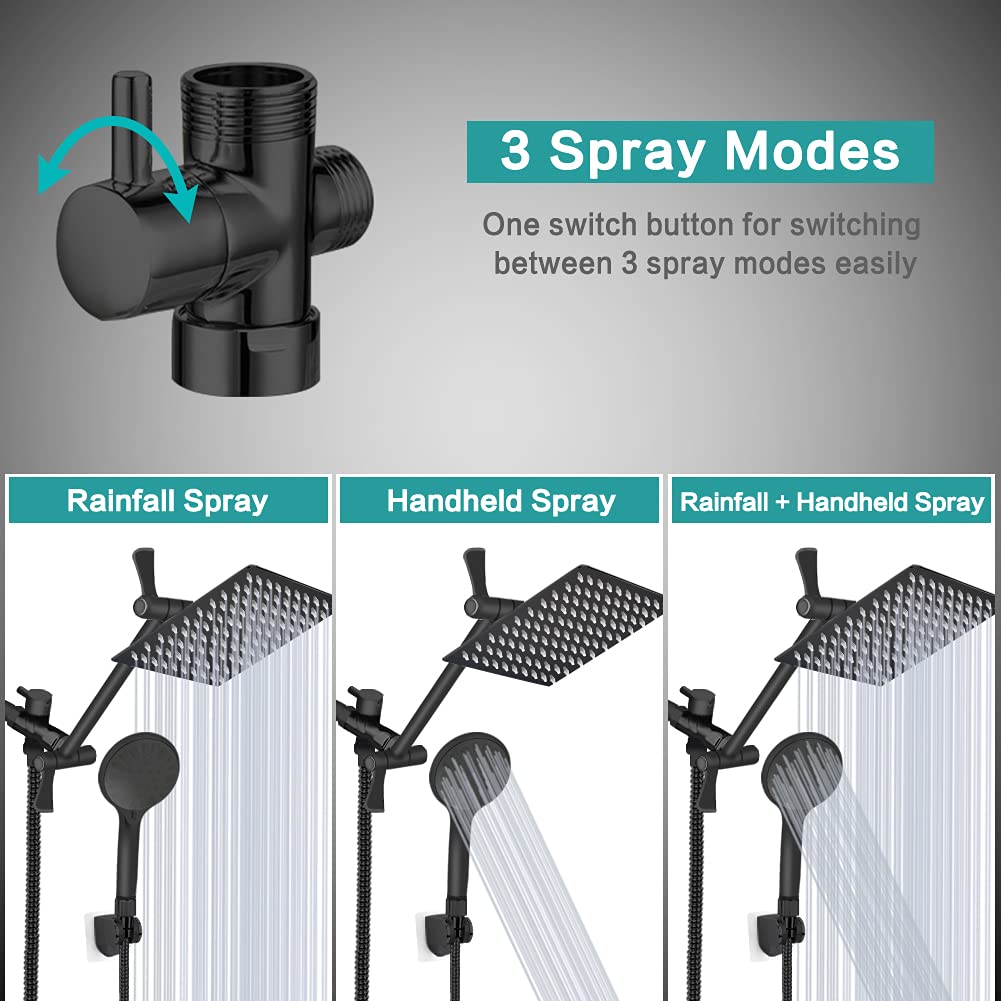 3 Spray Modes
One switch button for switching
between 3 spray modes easily
Rainfall Spray
Handheld Spray
Rainfall + Handheld Spray